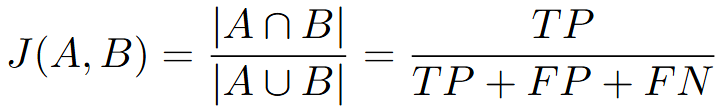 J(A, B) = |A ∩ B| / |A ∪ B| = TP / TP + FP + FN